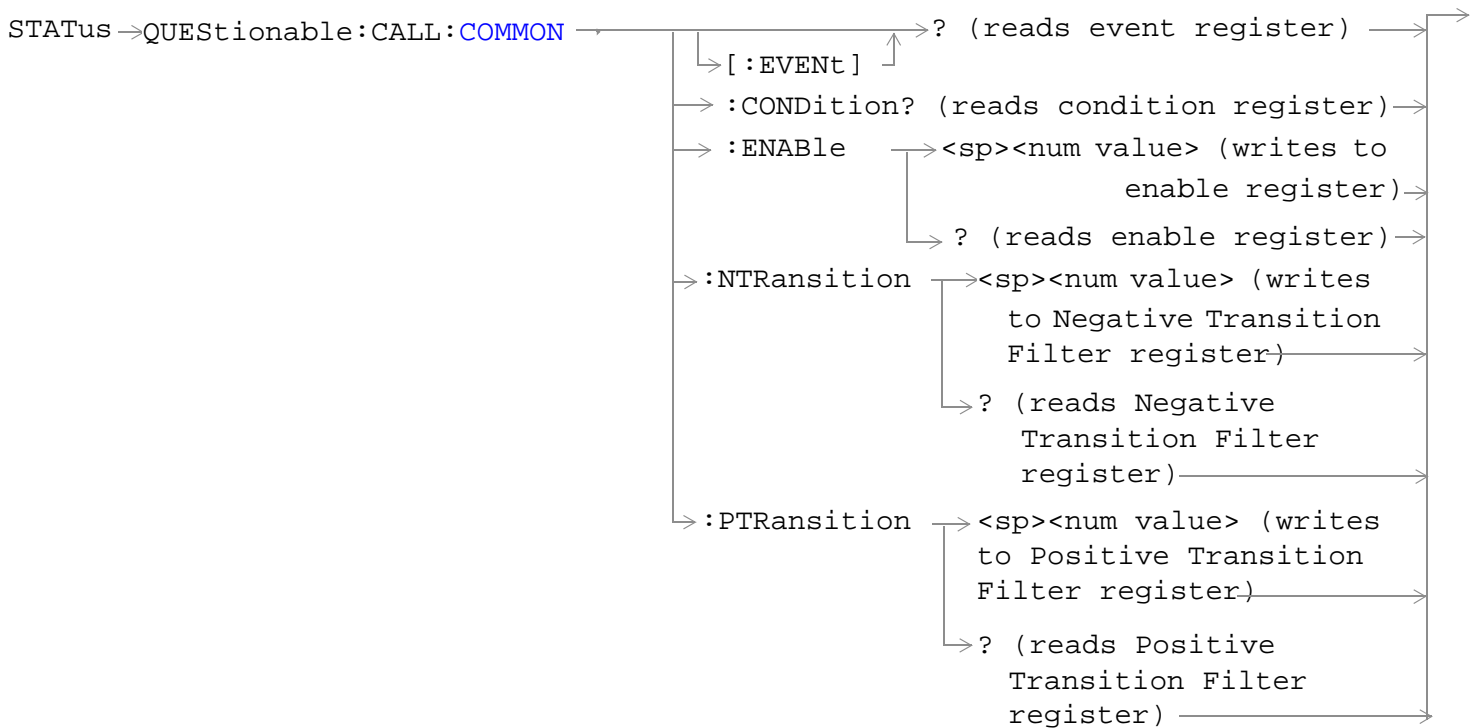 STATus QUEStionable:CALL:COMMON ? (reads event register)
[:EVENt]
:CONDition? (reads condition register)
:ENABle <sp><num value> (writes to
enable register)
? (reads enable register)
:NTRansition <sp><num value> (writes
to Negative Transition
Filter register)
? (reads Negative
Transition Filter
register)
:PTRansition <sp><num value> (writes
to Positive Transition
Filter register)
? (reads Positive
Transition Filter
register)